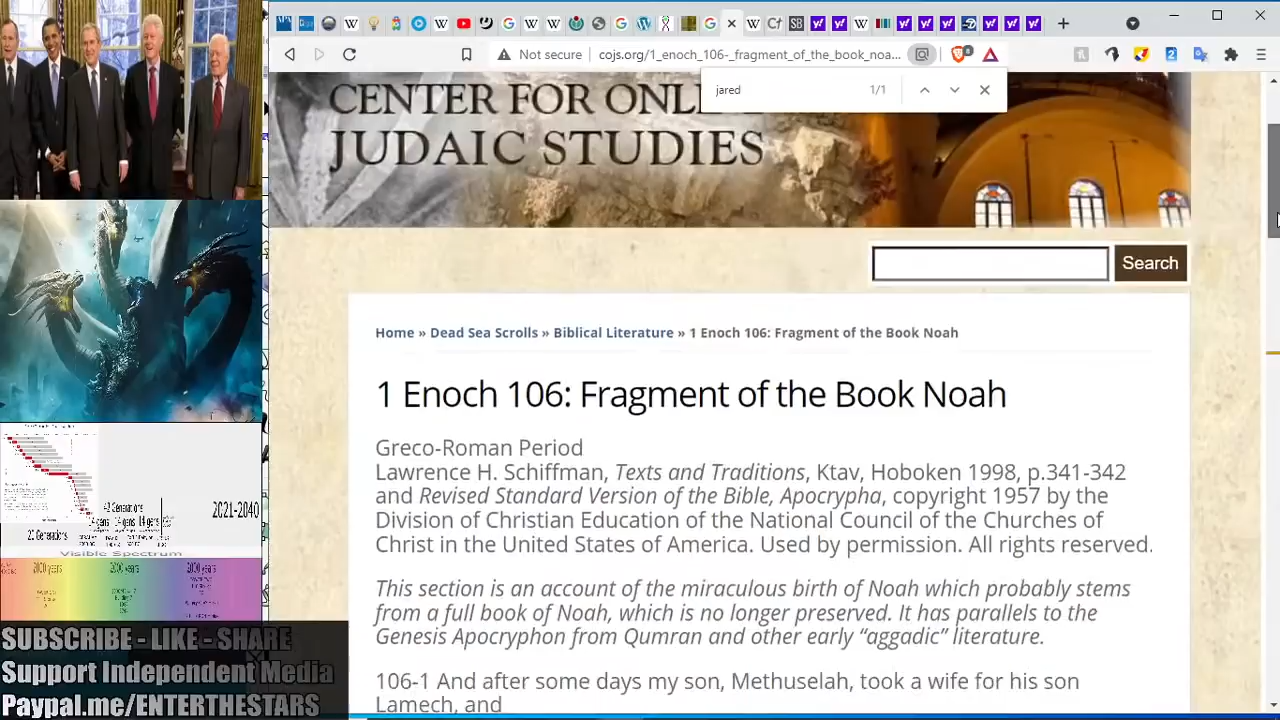 Not secure
cojs.org/1_enoch_106-_fragment_of_the_book_noa...
jared
1/1
CENTER FOR ONL
JUDAIC STUDIES
Search
Home » Dead Sea Scrolls » Biblical Literature » 1 Enoch 106: Fragment of the Book Noah
1 Enoch 106: Fragment of the Book Noah
Greco-Roman Period
Lawrence H. Schiffman, Texts and Traditions, Ktav, Hoboken 1998, p.341-342
and Revised Standard Version of the Bible, Apocrypha, copyright 1957 by the
Division of Christian Education of the National Council of the Churches of
Christ in the United States of America. Used by permission. All rights reserved.
This section is an account of the miraculous birth of Noah which probably stems
from a full book of Noah, which is no longer preserved. It has parallels to the
Genesis Apocryphon from Qumran and other early “aggadic” literature.
106-1 And after some days my son, Methuselah, took a wife for his son
Lamech, and
42 Generations
2021-2040
Visible Spectrum
SUBSCRIBE - LIKE - SHARE
Support Independent Media
Paypal.me/ENTERTHESTARS